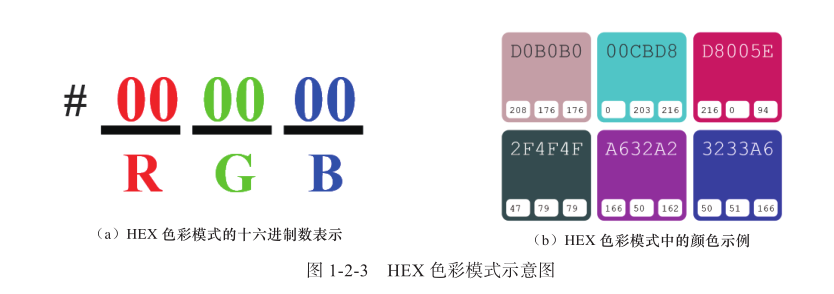 # 00 00 00
R G B
(a)HEX 色彩模式的十六进制数表示
D0B0B0 00CBD8 D8005E
208 176 176 0 203 216 216 0 94
2F4F4F A632A2 3233A6
47 79 79 166 50 162 50 51 166
(b)HEX 色彩模式中的颜色示例
图 1-2-3 HEX 色彩模式示意图